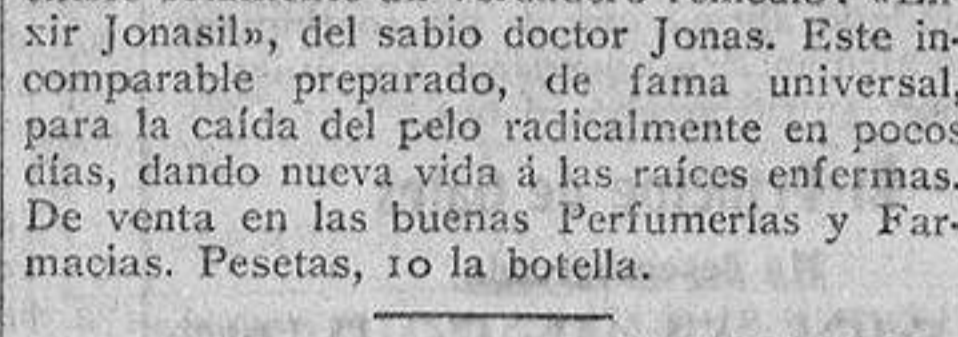 xir Jonasil», del sabio doctor Jonas. Este in-
comparable preparado, de fama universal,
para la caída del pelo radicalmente en pocos
días, dando nueva vida á las raíces enfermas.
De venta en las buenas Perfumerías y Far-
macias. Pesetas, 10 la botella.